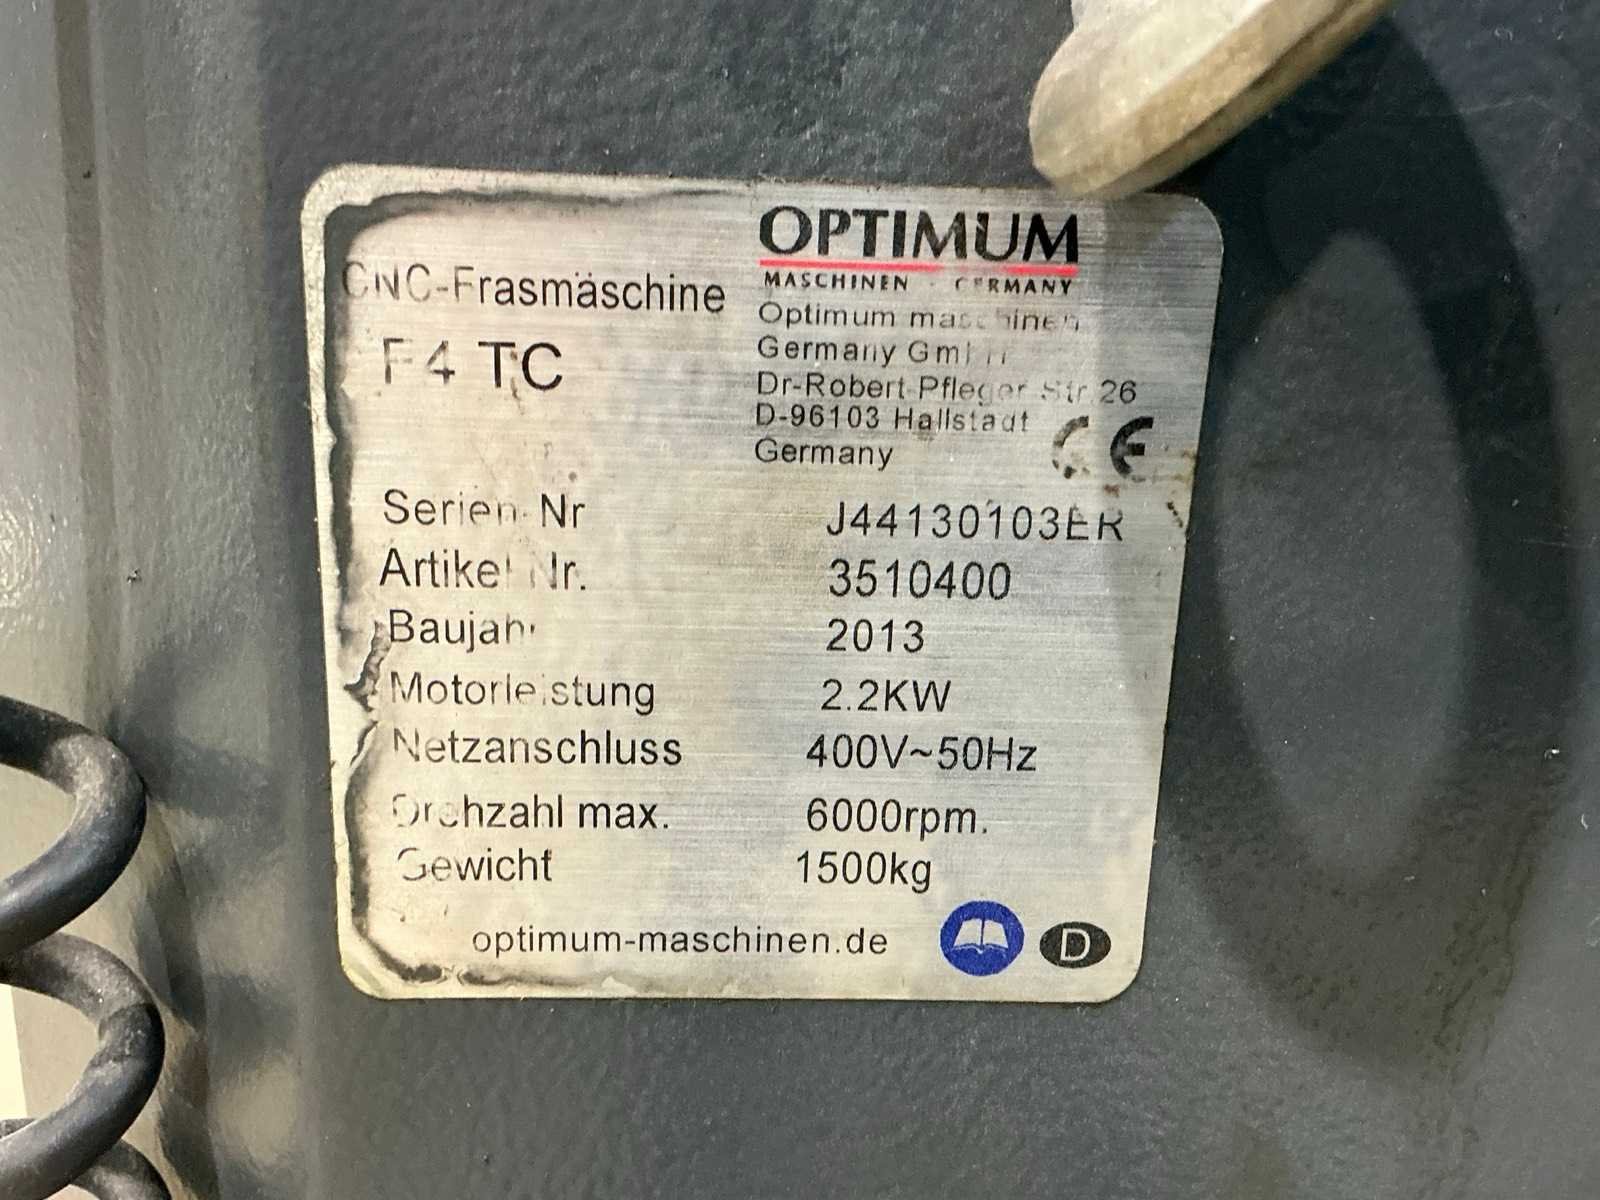 OPTIMUM
MASCHINEN - GERMANY
CNC-Frasmäschine
F4 TC
Optimum maschinen
Germany GmbH
Dr-Robert-Pfleger-Str.26
D-96103 Hallstadt
Germany
CE
Serien-Nr J44130103ER
Artikel Nr. 3510400
Baujahr 2013
Motorleistung 2.2KW
Netzanschluss 400V~50Hz
Drehzahl max. 6000rpm.
Gewicht 1500kg
optimum-maschinen.de
D